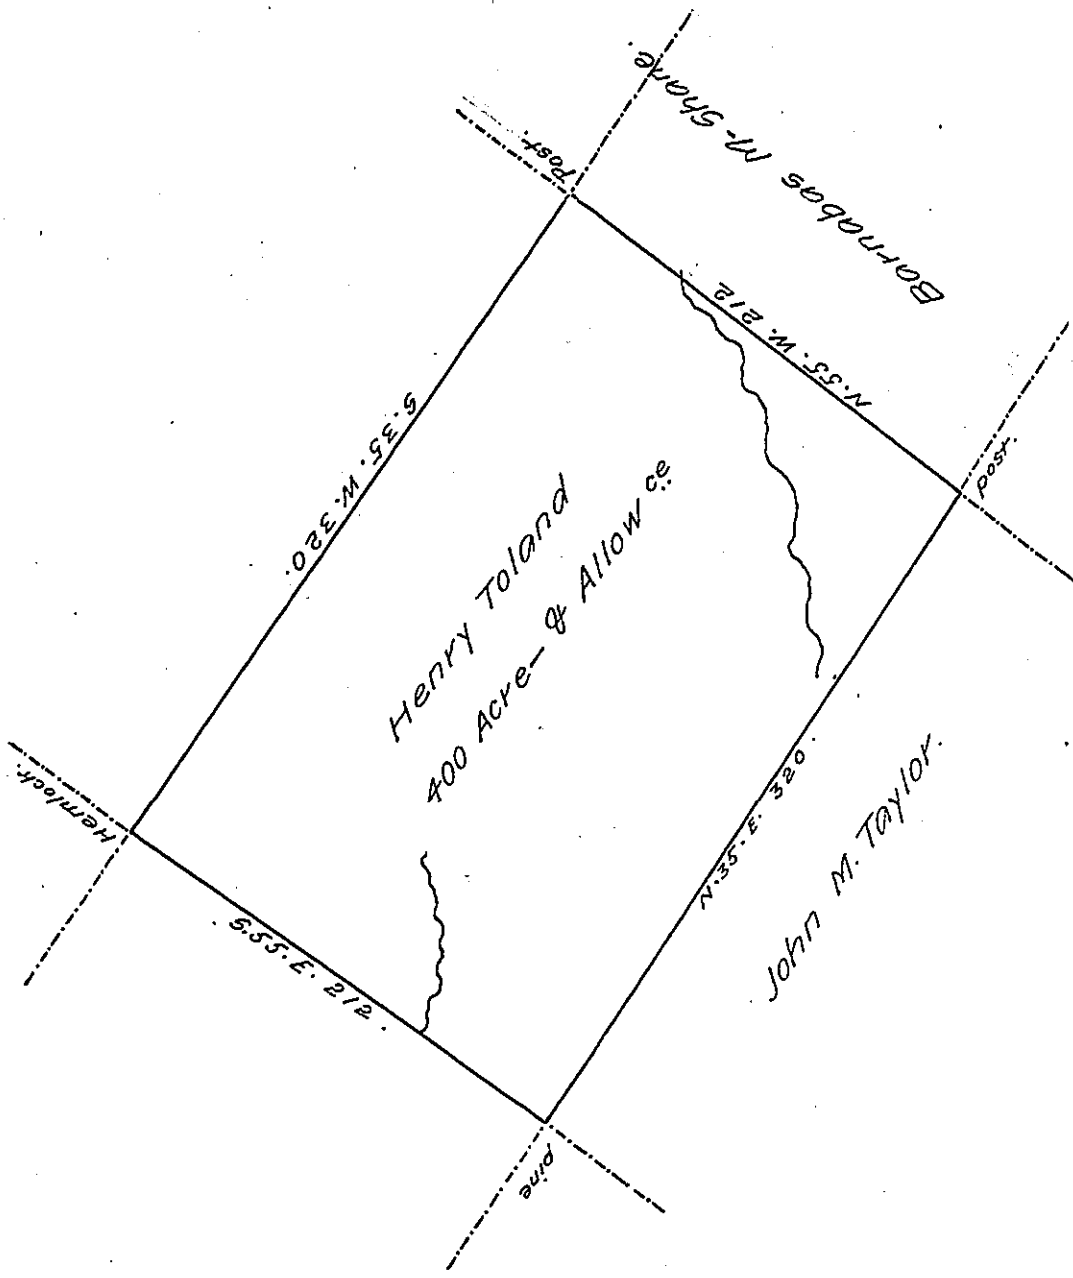 Barnabas M. Shane.
Post.
N. 55. W. 212
S. 35. W. 320.
post.
Henry Toland
400 Acre— & Allow ce
Hemlock.
N. 35. E. 320.
John M. Taylor.
S. 55. E. 212.
pine